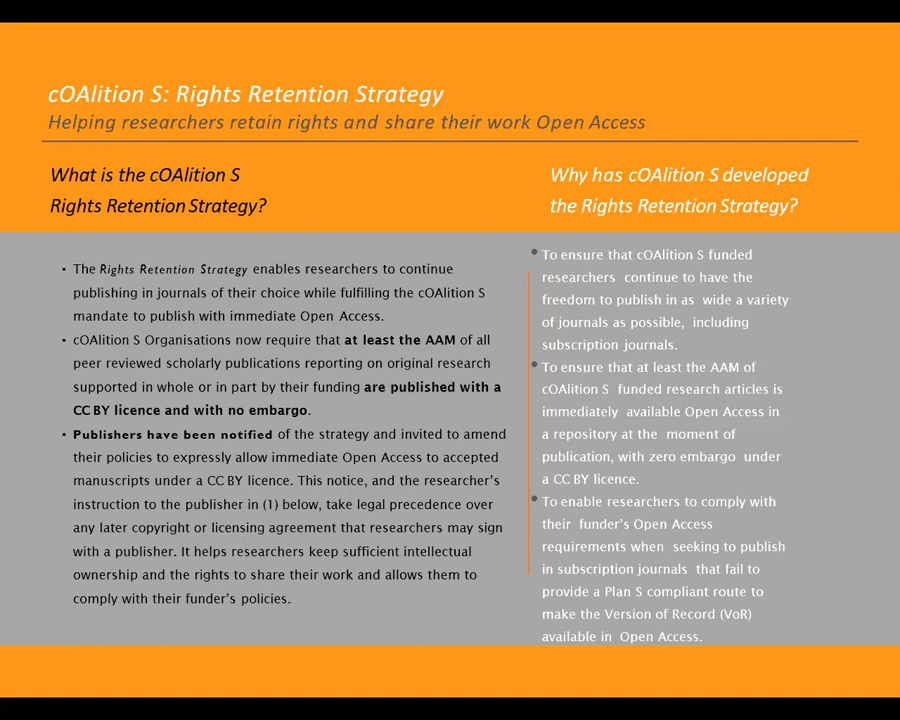 cOAlition S: Rights Retention Strategy
Helping researchers retain rights and share their work Open Access
What is the cOAlition S
Rights Retention Strategy?
• The Rights Retention Strategy enables researchers to continue
publishing in journals of their choice while fulfilling the cOAlition S
mandate to publish with immediate Open Access.
• cOAlition S Organisations now require that at least the AAM of all
peer reviewed scholarly publications reporting on original research
supported in whole or in part by their funding are published with a
CC BY licence and with no embargo.
• Publishers have been notified of the strategy and invited to amend
their policies to expressly allow immediate Open Access to accepted
manuscripts under a CC BY licence. This notice, and the researcher's
instruction to the publisher in (1) below, take legal precedence over
any later copyright or licensing agreement that researchers may sign
with a publisher. It helps researchers keep sufficient intellectual
ownership and the rights to share their work and allows them to
comply with their funder's policies.
Why has cOAlition S developed
the Rights Retention Strategy?
• To ensure that cOAlition S funded
researchers continue to have the
freedom to publish in as wide a variety
of journals as possible, including
subscription journals.
• To ensure that at least the AAM of
cOAlition S funded research articles is
immediately available Open Access in
a repository at the moment of
publication, with zero embargo under
a CC BY licence.
• To enable researchers to comply with
their funder's Open Access
requirements when seeking to publish
in subscription journals that fail to
provide a Plan S compliant route to
make the Version of Record (VoR)
available in Open Access.